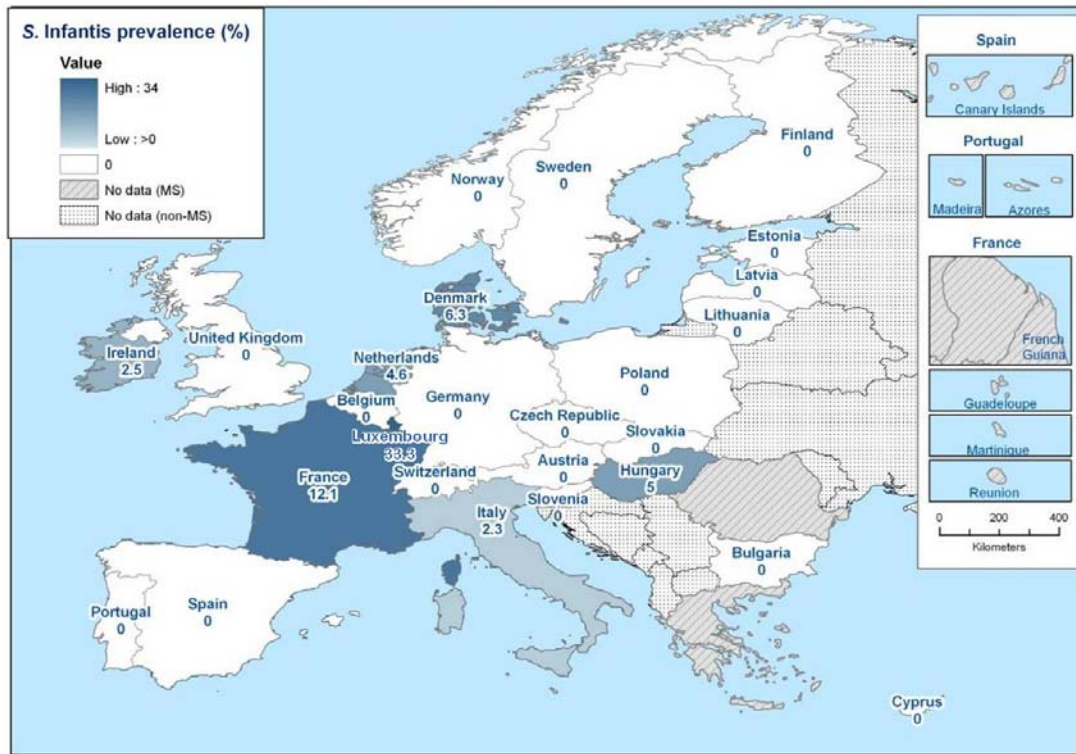 S. Infantis prevalence (%)
Value
High : 34
Low : >0
0
No data (MS)
No data (non-MS)
Norway
0
Sweden
0
Finland
0
Estonia
0
Latvia
0
Lithuania
0
Denmark
6.3
United Kingdom
0
Ireland
2.5
Netherlands
4.6
Belgium
0
Germany
0
Poland
0
Luxembourg
33.3
Czech Republic
0
Slovakia
0
France
12.1
Switzerland
0
Austria
0
Hungary
5
Slovenia
0
Italy
2.3
Bulgaria
0
Portugal
0
Spain
0
Cyprus
0
Spain
Canary Islands
Portugal
Madeira
Azores
France
French
Guiana
Guadeloupe
Martinique
Reunion
0 200 400
Kilometers